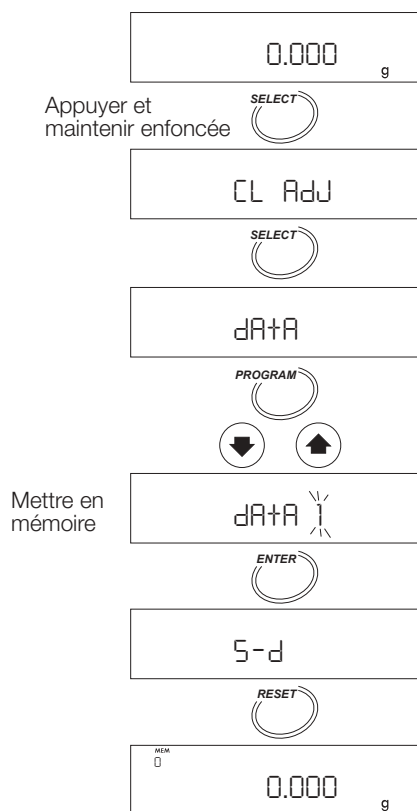 0.000
g
Appuyer et
maintenir enfoncée
SELECT
CL AdJ
SELECT
dAtA
PROGRAM
Mettre en
mémoire
dAtA 1
ENTER
S-d
RESET
MEM
0
0.000
g